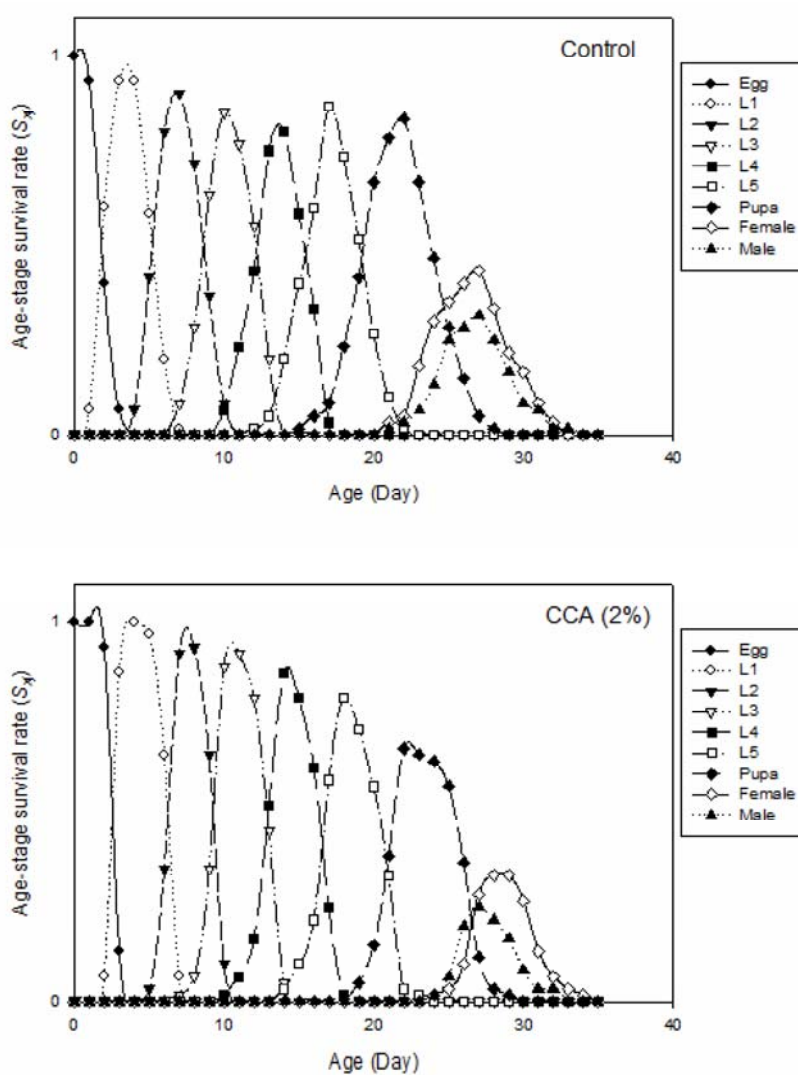 Control
Age-stage survival rate (Sxj)
1
0
0
10
20
30
40
Age (Day)
Egg
L1
L2
L3
L4
L5
Pupa
Female
Male
CCA (2%)
Age-stage survival rate (Sxj)
1
0
0
10
20
30
40
Age (Day)
Egg
L1
L2
L3
L4
L5
Pupa
Female
Male